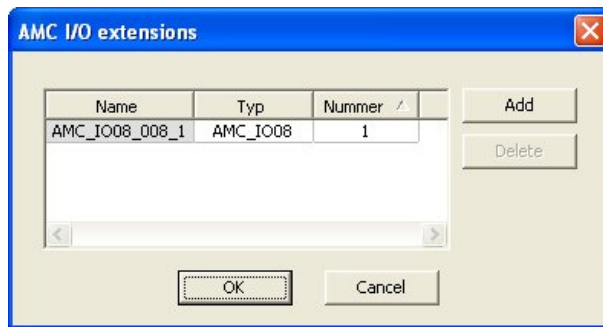 AMC I/O extensions
Name Typ Nummer
AMC_IO08_008_1 AMC_IO08 1
Add
Delete
OK Cancel